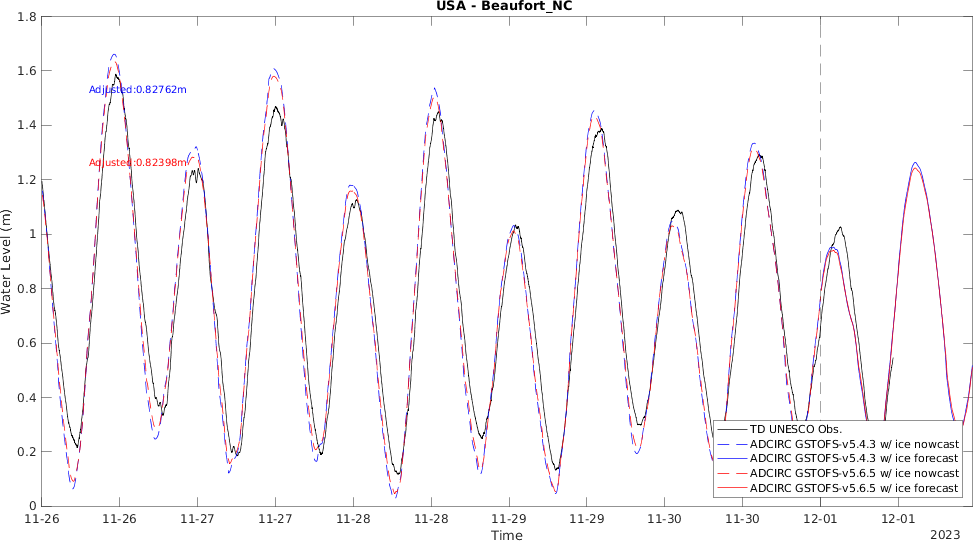 USA - Beaufort_NC
1.8
1.6
1.4
1.2
1
0.8
0.6
0.4
0.2
0
Water Level (m)
Adjusted:0.82762m
Adjusted:0.82398m
TD UNESCO Obs.
ADCIRC GSTOFS-v5.4.3 w/ ice nowcast
ADCIRC GSTOFS-v5.4.3 w/ ice forecast
ADCIRC GSTOFS-v5.6.5 w/ ice nowcast
ADCIRC GSTOFS-v5.6.5 w/ ice forecast
11-26 11-26 11-27 11-27 11-28 11-28 11-29 11-29 11-30 11-30 12-01 12-01
Time
2023